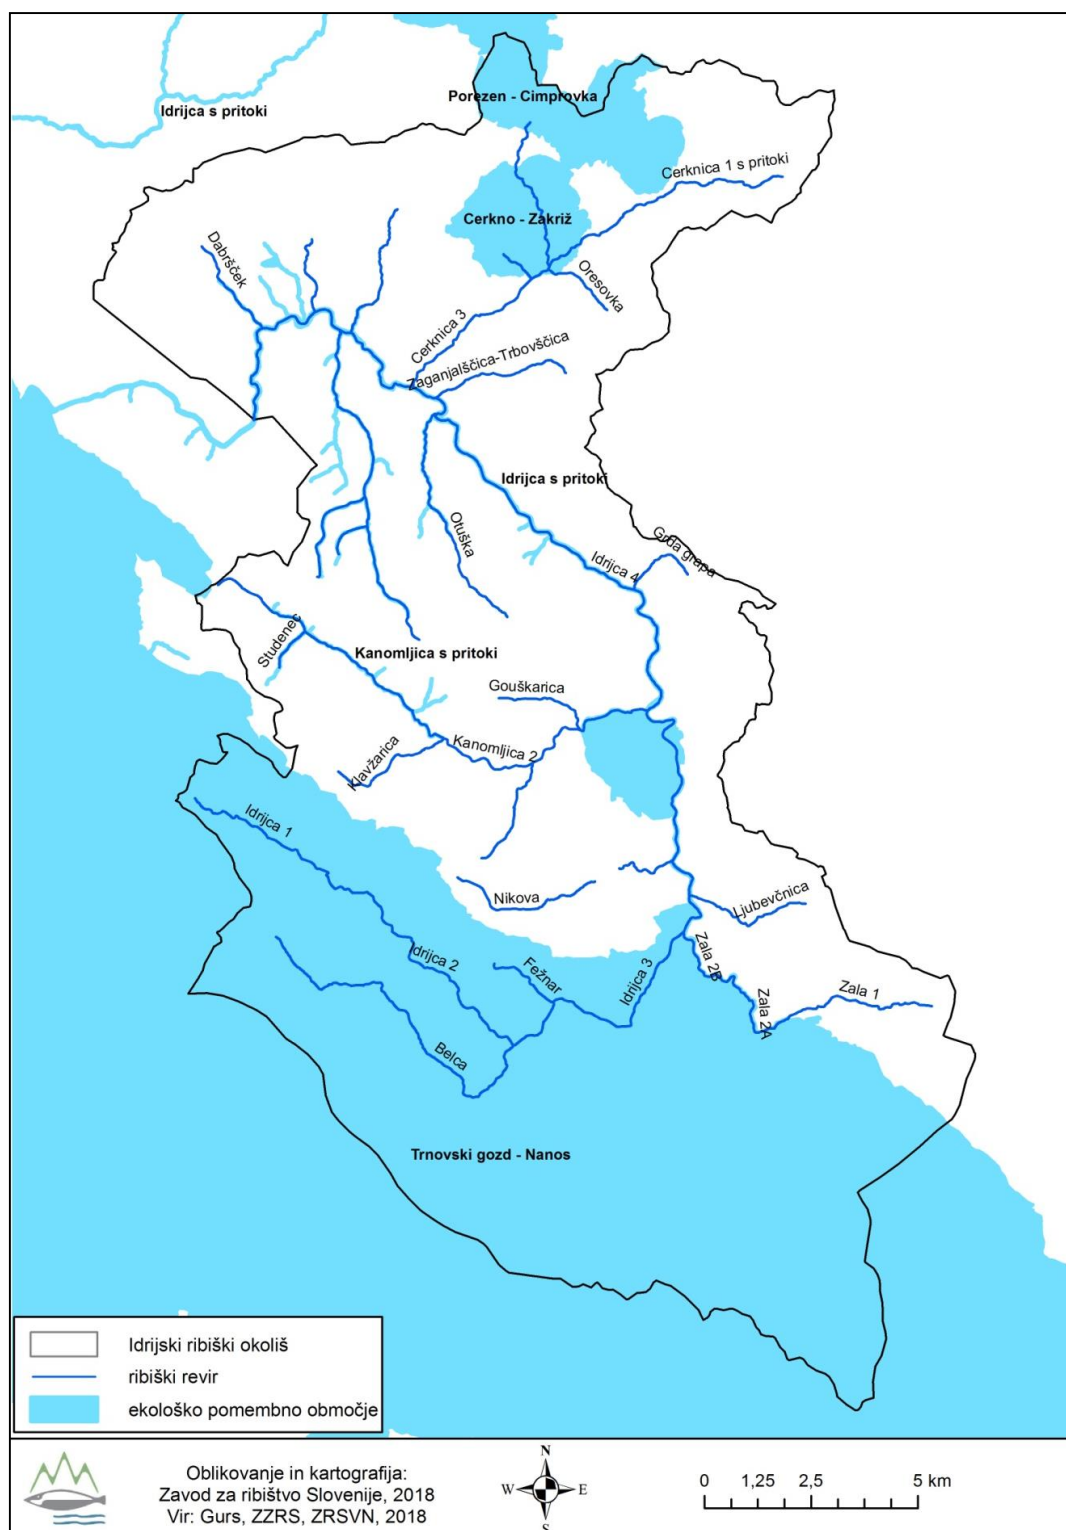 Porezen - Cimprovka
Idrijca s pritoki
Cerknica 1 s pritoki
Cerkno - Zakriž
Dabršček
Oresovka
Cerknica 3
Zaganjalščica-Trbovščica
Idrijca s pritoki
Otuška
Grda grapa
Idrijca 4
Studenec
Kanomljica s pritoki
Gouškarica
Kanomljica 2
Klavžarica
Idrijca 1
Nikova
Ljubevčnica
Idrijca 2
Fežnar
Idrijca 3
Zala 2B
Zala 2A
Zala 1
Belca
Trnovski gozd - Nanos
Idrijski ribiški okoliš
ribiški revir
ekološko pomembno območje
Oblikovanje in kartografija:
Zavod za ribištvo Slovenije, 2018
Vir: Gurs, ZZRS, ZRSVN, 2018
N
W E
S
0 1,25 2,5 5 km